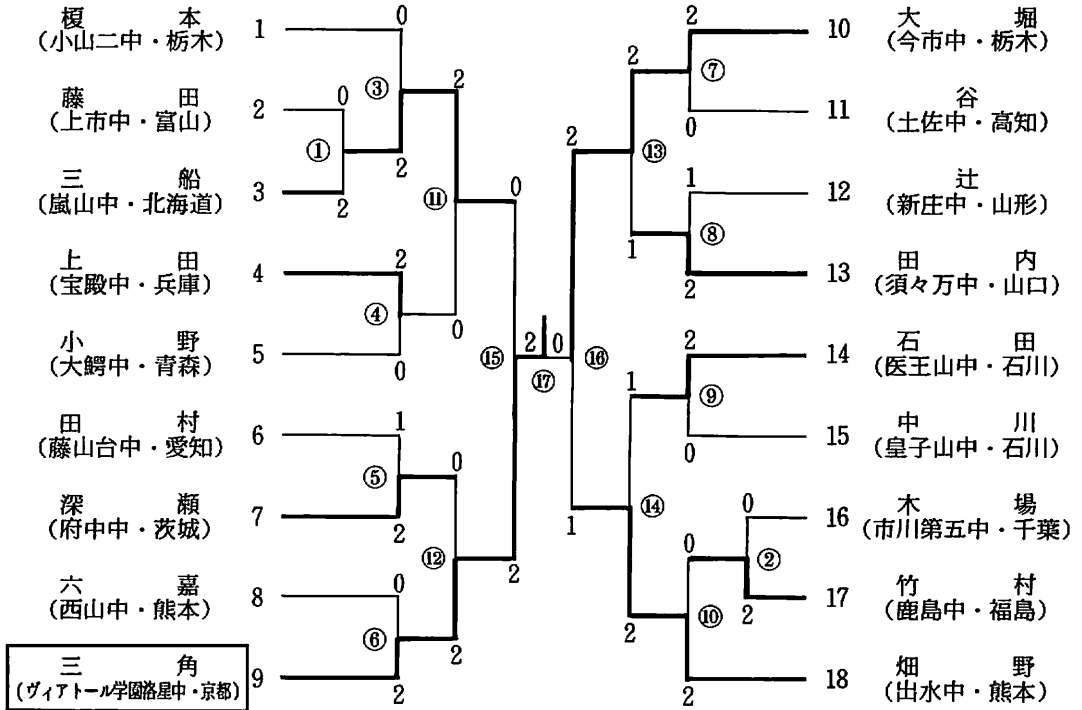 榎本
(小山二中・栃木)
1
藤田
(上市中・富山)
2
三船
(嵐山中・北海道)
3
上田
(宝殿中・兵庫)
4
小野
(大鰐中・青森)
5
田村
(藤山台中・愛知)
6
深瀬
(府中中・茨城)
7
六嘉
(西山中・熊本)
8
三角
(ヴィアトール学園洛星中・京都)
9
0
③
2
0
①
2
2
⑪
0
2
④
0
1
⑤
2
0
⑫
2
0
⑥
2
0
⑮
2
2 0
⑰
2
⑯
1
2
⑬
1
1
⑭
2
2
⑦
0
1
⑧
2
2
⑨
0
0
⑩
2
0
②
2
10
大堀
(今市中・栃木)
11
谷
(土佐中・高知)
12
辻
(新庄中・山形)
13
田内
(須々万中・山口)
14
石田
(医王山中・石川)
15
中川
(皇子山中・石川)
16
木場
(市川第五中・千葉)
17
竹村
(鹿島中・福島)
18
畑野
(出水中・熊本)